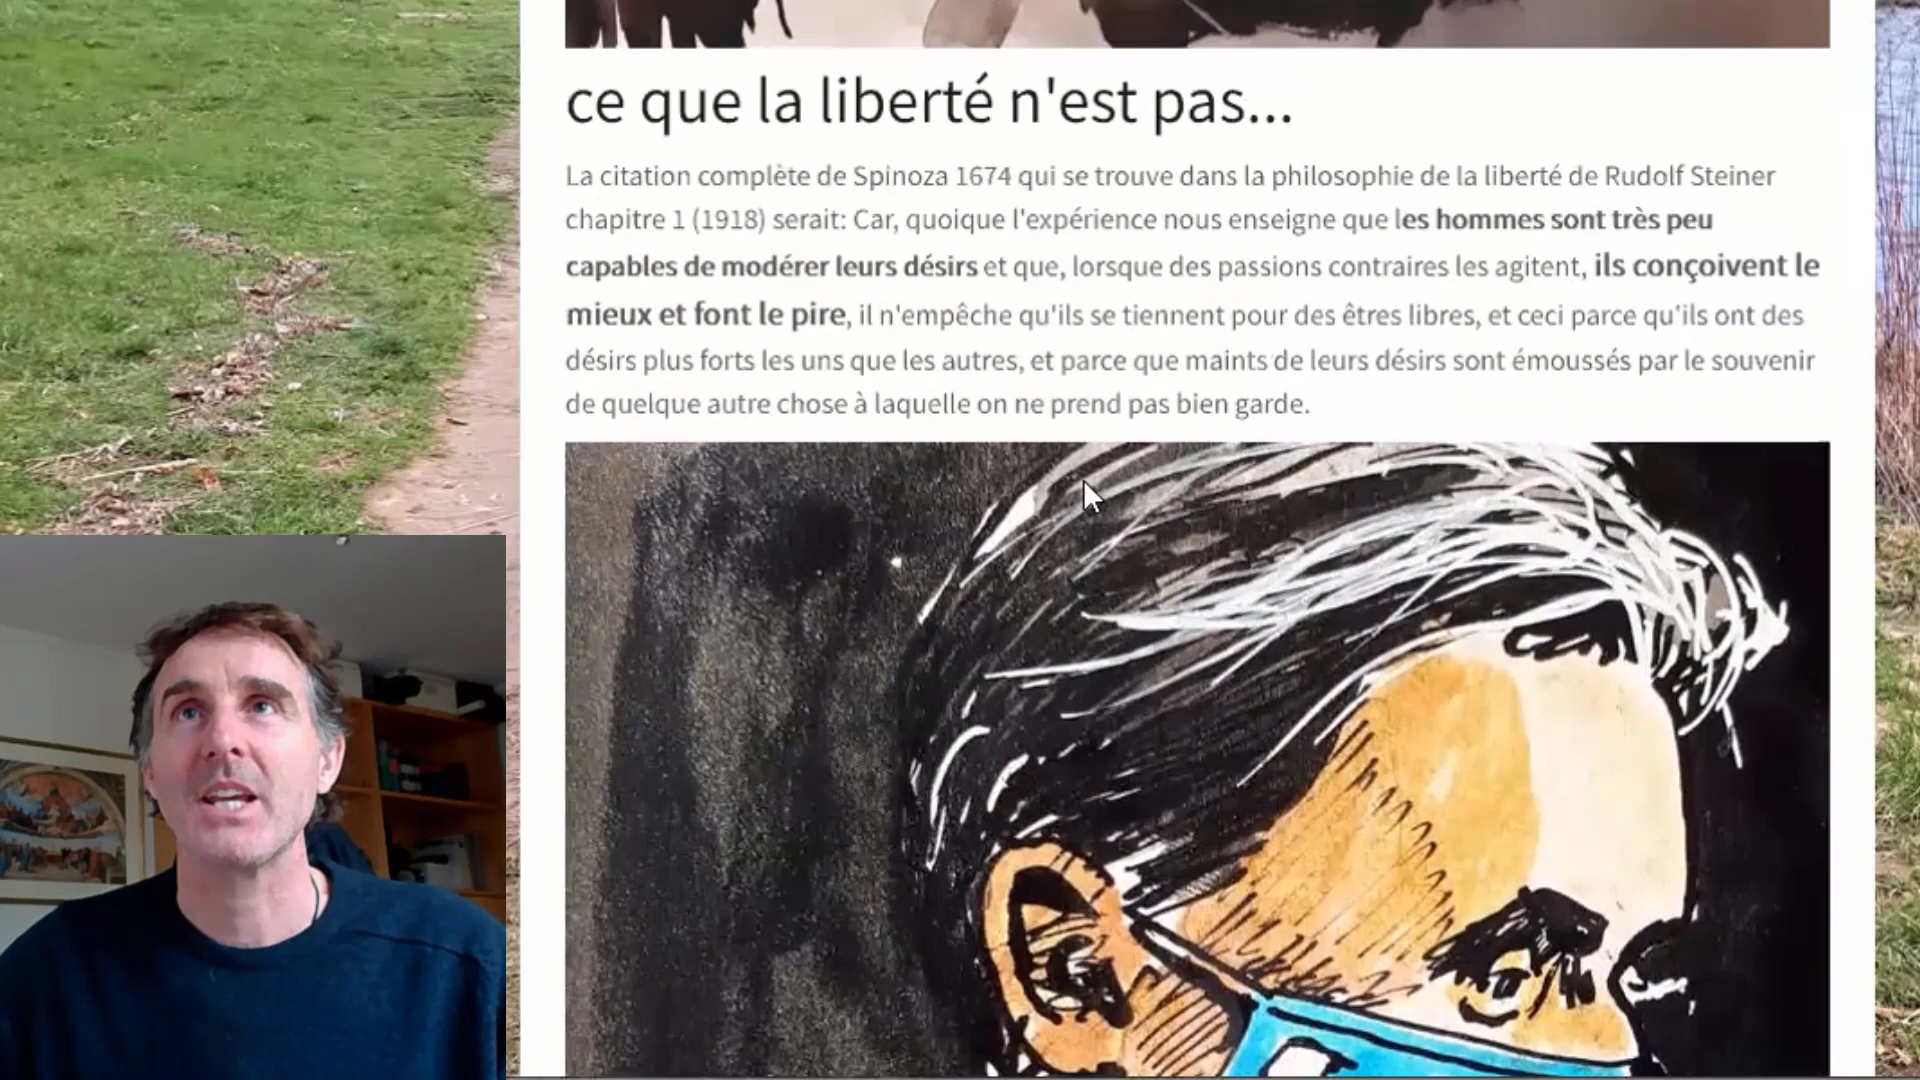 ce que la liberté n'est pas...
La citation complète de Spinoza 1674 qui se trouve dans la philosophie de la liberté de Rudolf Steiner
chapitre 1 (1918) serait: Car, quoique l'expérience nous enseigne que les hommes sont très peu
capables de modérer leurs désirs et que, lorsque des passions contraires les agitent, ils conçoivent le
mieux et font le pire, il n'empêche qu'ils se tiennent pour des êtres libres, et ceci parce qu'ils ont des
désirs plus forts les uns que les autres, et parce que maints de leurs désirs sont émoussés par le souvenir
de quelque autre chose à laquelle on ne prend pas bien garde.